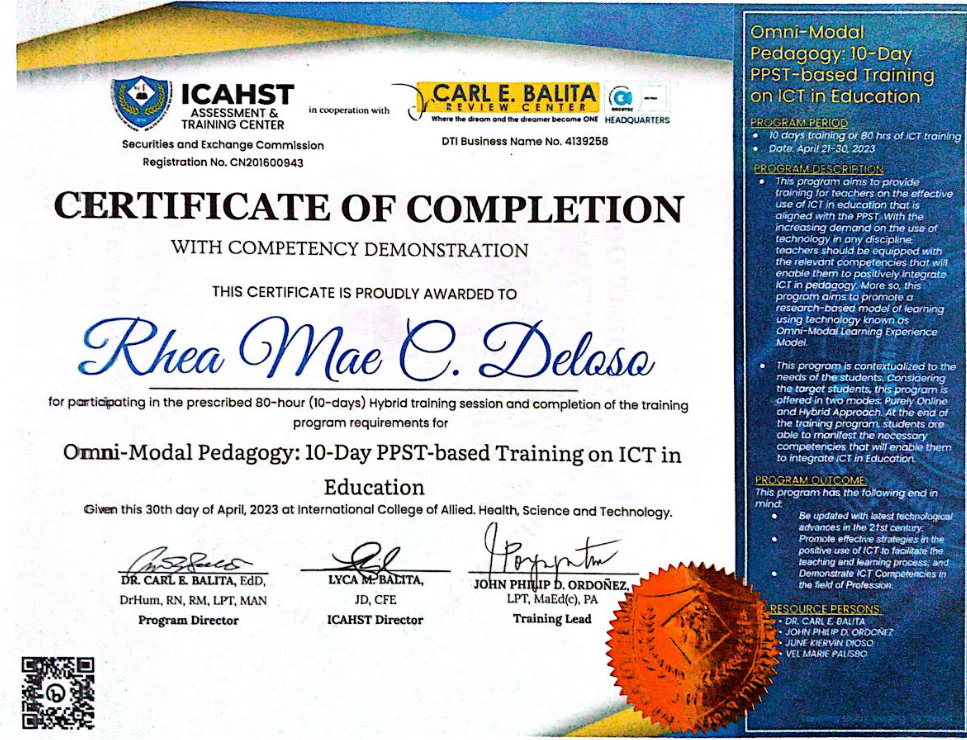 ICAHST
ASSESSMENT &
TRAINING CENTER
Securities and Exchange Commission
Registration No. CN201600943
in cooperation with
CARL E. BALITA
REVIEW CENTER
Where the dream and the dreamer become ONE
HEADQUARTERS
DTI Business Name No. 4139258
CERTIFICATE OF COMPLETION
WITH COMPETENCY DEMONSTRATION
THIS CERTIFICATE IS PROUDLY AWARDED TO
Rhea Mae C. Deloso
for participating in the prescribed 80-hour (10-days) Hybrid training session and completion of the training
program requirements for
Omni-Modal Pedagogy: 10-Day PPST-based Training on ICT in
Education
Given this 30th day of April, 2023 at International College of Allied. Health, Science and Technology.
DR. CARL E. BALITA, EdD,
DrHum, RN, RM, LPT, MAN
Program Director
LYCA M. BALITA,
JD, CFE
ICAHST Director
JOHN PHILIP D. ORDOÑEZ,
LPT, MaEd(c), PA
Training Lead
Omni-Modal
Pedagogy: 10-Day
PPST-based Training
on ICT in Education
PROGRAM PERIOD
• 10 days training or 80 hrs of ICT training
• Date: April 21-30, 2023
PROGRAM DESCRIPTION
• This program aims to provide
training for teachers on the effective
use of ICT in education that is
aligned with the PPST. With the
increasing demand on the use of
technology in any discipline,
teachers should be equipped with
the relevant competencies that will
enable them to positively integrate
ICT in pedagogy. More so, this
program aims to promote a
research-based model of learning
using technology known as
Omni-Modal Learning Experience
Model.
• This program is contextualized to the
needs of the students. Considering
the target students, this program is
offered in two modes: Purely Online
and Hybrid Approach. At the end of
the training program, students are
able to manifest the necessary
competencies that will enable them
to integrate ICT in Education.
PROGRAM OUTCOME:
This program has the following end in
mind:
• Be updated with latest technological
advances in the 21st century;
• Promote effective strategies in the
positive use of ICT to facilitate the
teaching and learning process; and
• Demonstrate ICT Competencies in
the field of Profession.
RESOURCE PERSONS:
- DR. CARL E. BALITA
- JOHN PHILIP D. ORDOÑEZ
- JUNE KIERVIN DIOSO
- VEL MARIE PALISBO